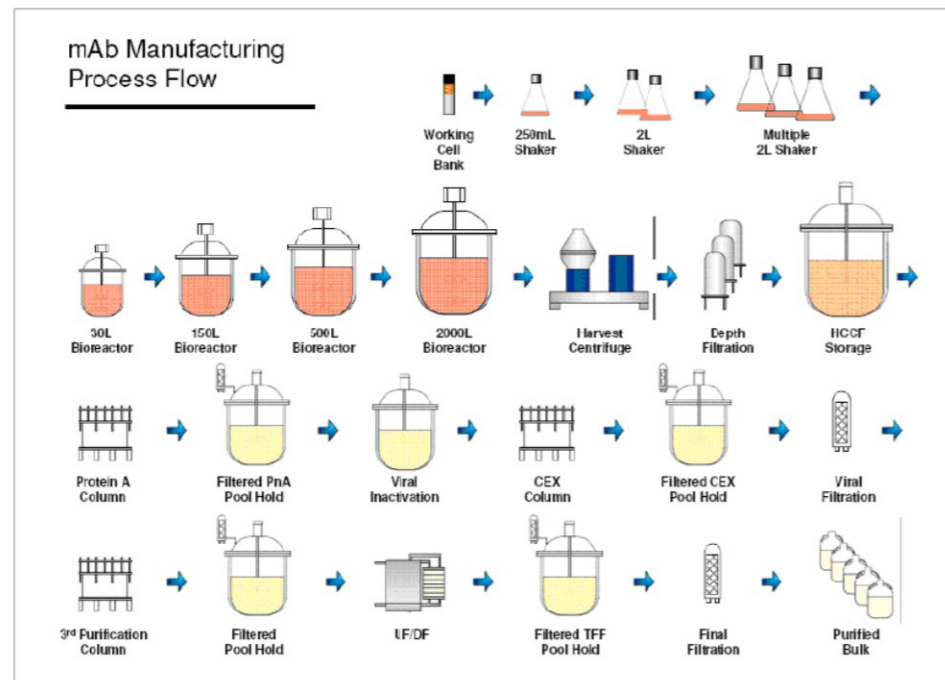 mAb Manufacturing
Process Flow
Working
Cell
Bank
250mL
Shaker
2L
Shaker
Multiple
2L Shaker
30L
Bioreactor
150L
Bioreactor
500L
Bioreactor
2000L
Bioreactor
Harvest
Centrifuge
Depth
Filtration
HCCF
Storage
Protein A
Column
Filtered PnA
Pool Hold
Viral
Inactivation
CEX
Column
Filtered CEX
Pool Hold
Viral
Filtration
3rd Purification
Column
Filtered
Pool Hold
UF/DF
Filtered TFF
Pool Hold
Final
Filtration
Purified
Bulk